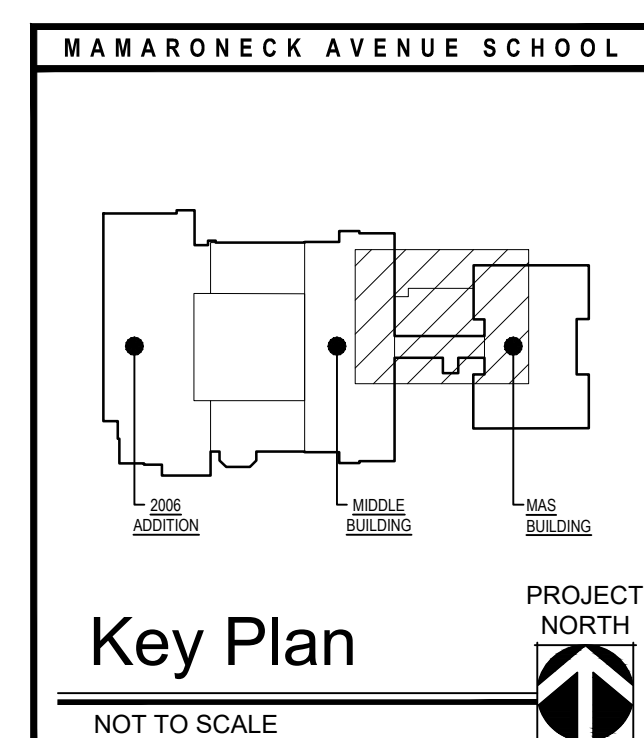 MAMARONECK AVENUE SCHOOL
2006
ADDITION
MIDDLE
BUILDING
MAS
BUILDING
Key Plan
PROJECT
NORTH
NOT TO SCALE